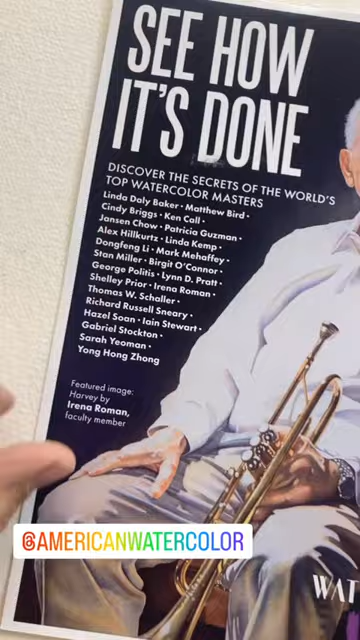 SEE HOW
IT'S DONE
DISCOVER THE SECRETS OF THE WORLD'S
TOP WATERCOLOR MASTERS
Linda Daly Baker • Matthew Bird •
Cindy Briggs • Ken Call •
Jansen Chow • Patricia Guzman •
Alex Hillkurtz • Linda Kemp •
Dongfeng Li • Mark Mehaffey •
Stan Miller • Birgit O'Connor •
George Politis • Lynn D. Pratt •
Shelley Prior • Irena Roman •
Thomas W. Schaller •
Richard Russell Sneary •
Hazel Soan • Iain Stewart •
Gabriel Stockton •
Sarah Yeoman •
Yong Hong Zhong
Featured image:
Harvey by
Irena Roman,
faculty member
@AMERICANWATERCOLOR
WAT